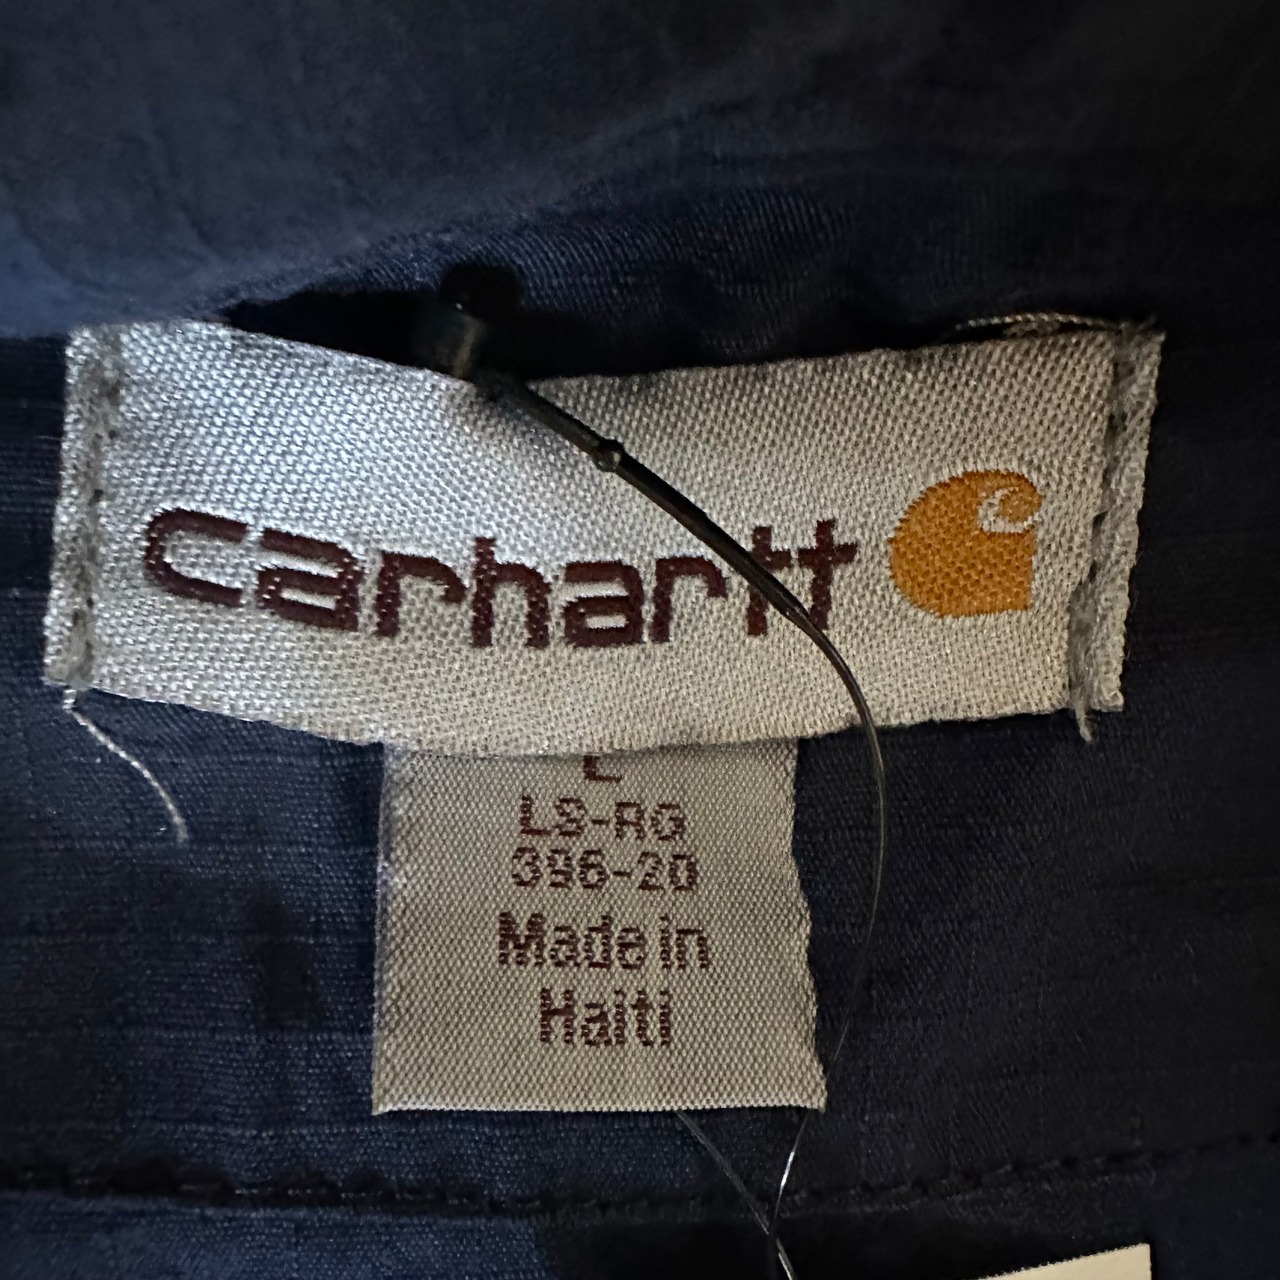 carhartt
L
LS-RG
396-20
Made in
Haiti